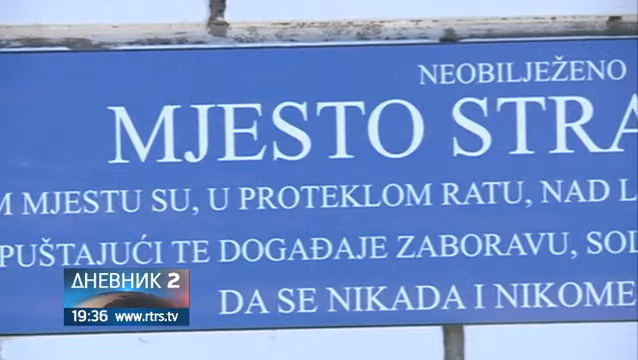 NEOBILJEŽENO
MJESTO STRA
M MJESTU SU, U PROTEKLOM RATU, NAD L
PUŠTAJUĆI TE DOGAĐAJE ZABORAVU, SOL
DA SE NIKADA I NIKOME
ДНЕВНИК 2
19:36 www.rtrs.tv